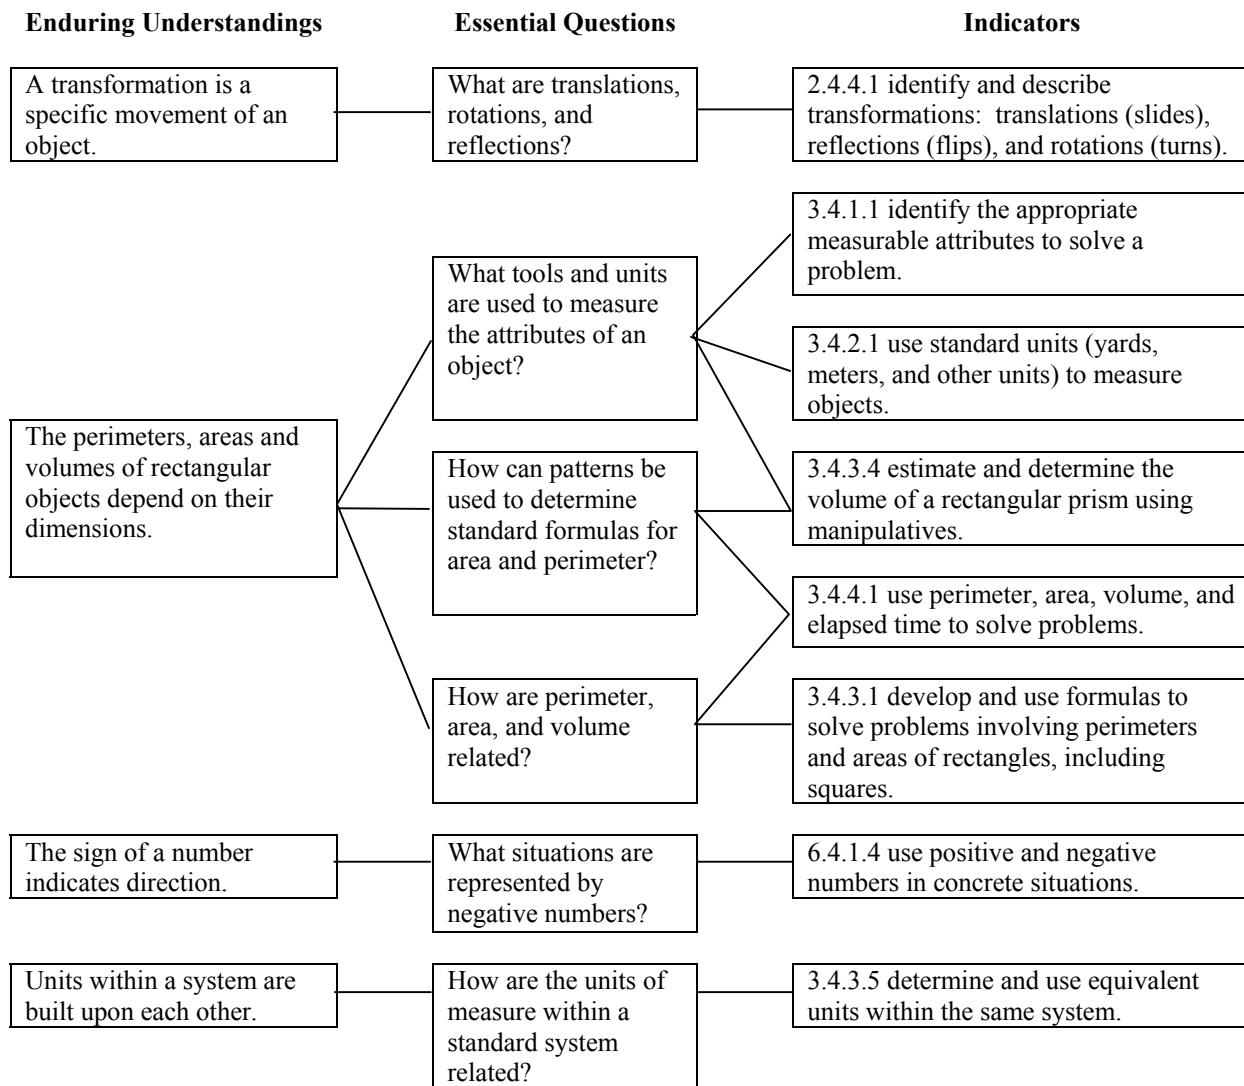 Enduring Understandings
Essential Questions
Indicators
A transformation is a
specific movement of an
object.
What are translations,
rotations, and
reflections?
2.4.4.1 identify and describe
transformations:  translations (slides),
reflections (flips), and rotations (turns).
The perimeters, areas and
volumes of rectangular
objects depend on their
dimensions.
What tools and units
are used to measure
the attributes of an
object?
How can patterns be
used to determine
standard formulas for
area and perimeter?
How are perimeter,
area, and volume
related?
3.4.1.1 identify the appropriate
measurable attributes to solve a
problem.
3.4.2.1 use standard units (yards,
meters, and other units) to measure
objects.
3.4.3.4 estimate and determine the
volume of a rectangular prism using
manipulatives.
3.4.4.1 use perimeter, area, volume, and
elapsed time to solve problems.
3.4.3.1 develop and use formulas to
solve problems involving perimeters
and areas of rectangles, including
squares.
The sign of a number
indicates direction.
What situations are
represented by
negative numbers?
6.4.1.4 use positive and negative
numbers in concrete situations.
Units within a system are
built upon each other.
How are the units of
measure within a
standard system
related?
3.4.3.5 determine and use equivalent
units within the same system.